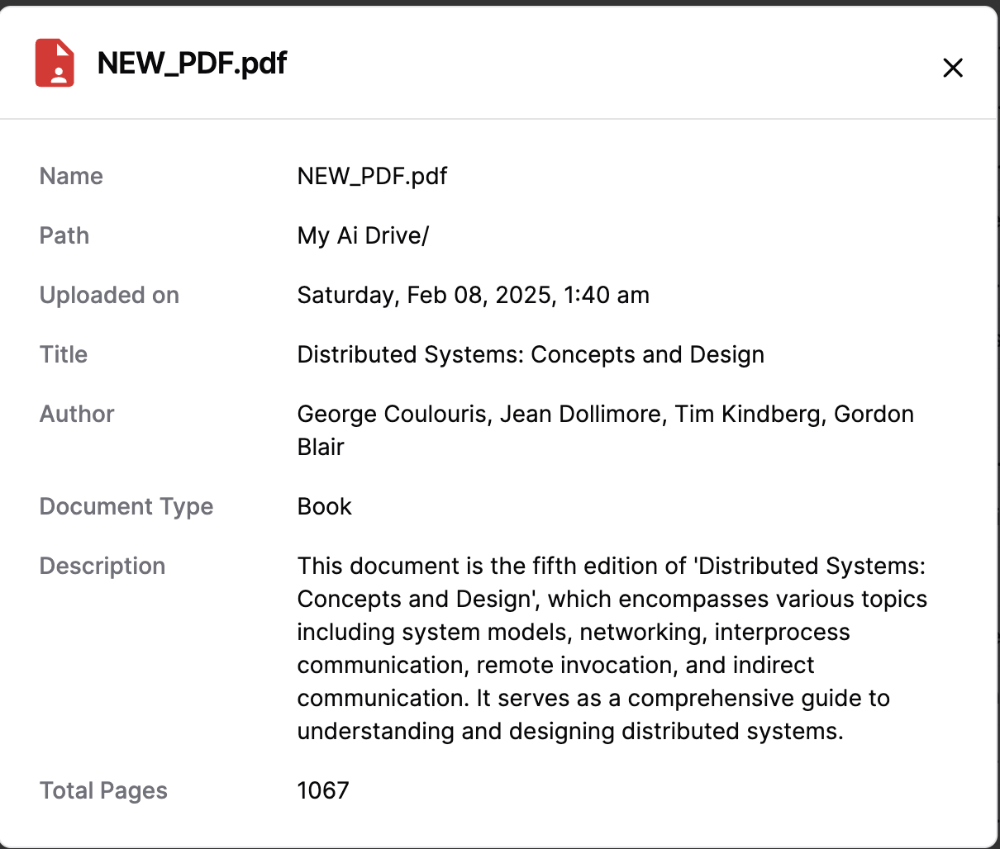 NEW_PDF.pdf
Name NEW_PDF.pdf
Path My Ai Drive/
Uploaded on Saturday, Feb 08, 2025, 1:40 am
Title Distributed Systems: Concepts and Design
Author George Coulouris, Jean Dollimore, Tim Kindberg, Gordon
Blair
Document Type Book
Description This document is the fifth edition of 'Distributed Systems:
Concepts and Design', which encompasses various topics
including system models, networking, interprocess
communication, remote invocation, and indirect
communication. It serves as a comprehensive guide to
understanding and designing distributed systems.
Total Pages 1067